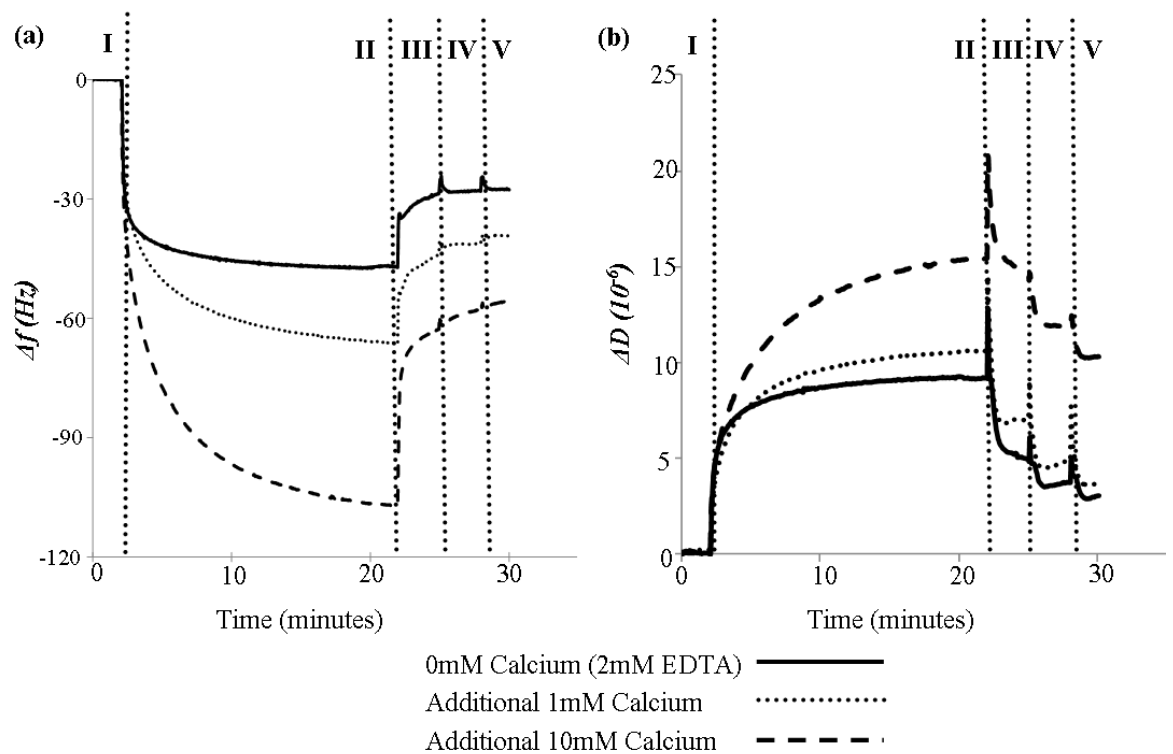 (a)
I
II
III
IV
V
0
-30
-60
-90
-120
Δf (Hz)
0
10
20
30
Time (minutes)
(b)
I
II
III
IV
V
25
20
15
10
5
0
ΔD (10⁻⁶)
0
10
20
30
Time (minutes)
0mM Calcium (2mM EDTA)
Additional 1mM Calcium
Additional 10mM Calcium